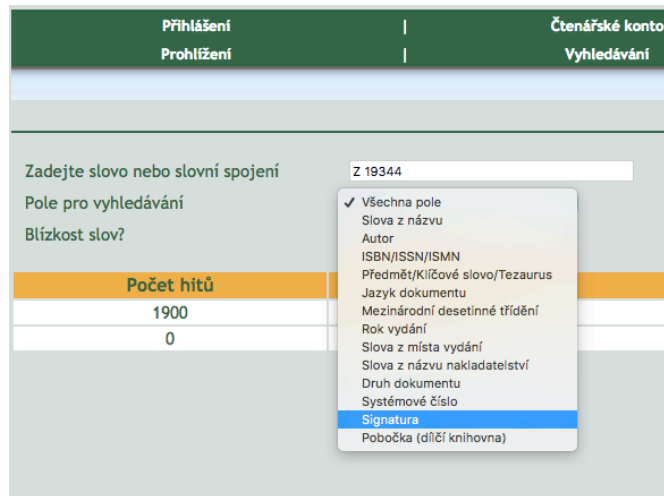 Přihlášení | Čtenářské konto
Prohlížení | Vyhledávání
Zadejte slovo nebo slovní spojení Z 19344
Pole pro vyhledávání ✓ Všechna pole
Slova z názvu
Blízkost slov?
Autor
ISBN/ISSN/ISMN
Předmět/Klíčové slovo/Tezaurus
Počet hitů
Jazyk dokumentu
1900
Mezinárodní desetinné třídění
Rok vydání
0
Slova z místa vydání
Slova z názvu nakladatelství
Druh dokumentu
Systémové číslo
Signatura
Pobočka (dílčí knihovna)